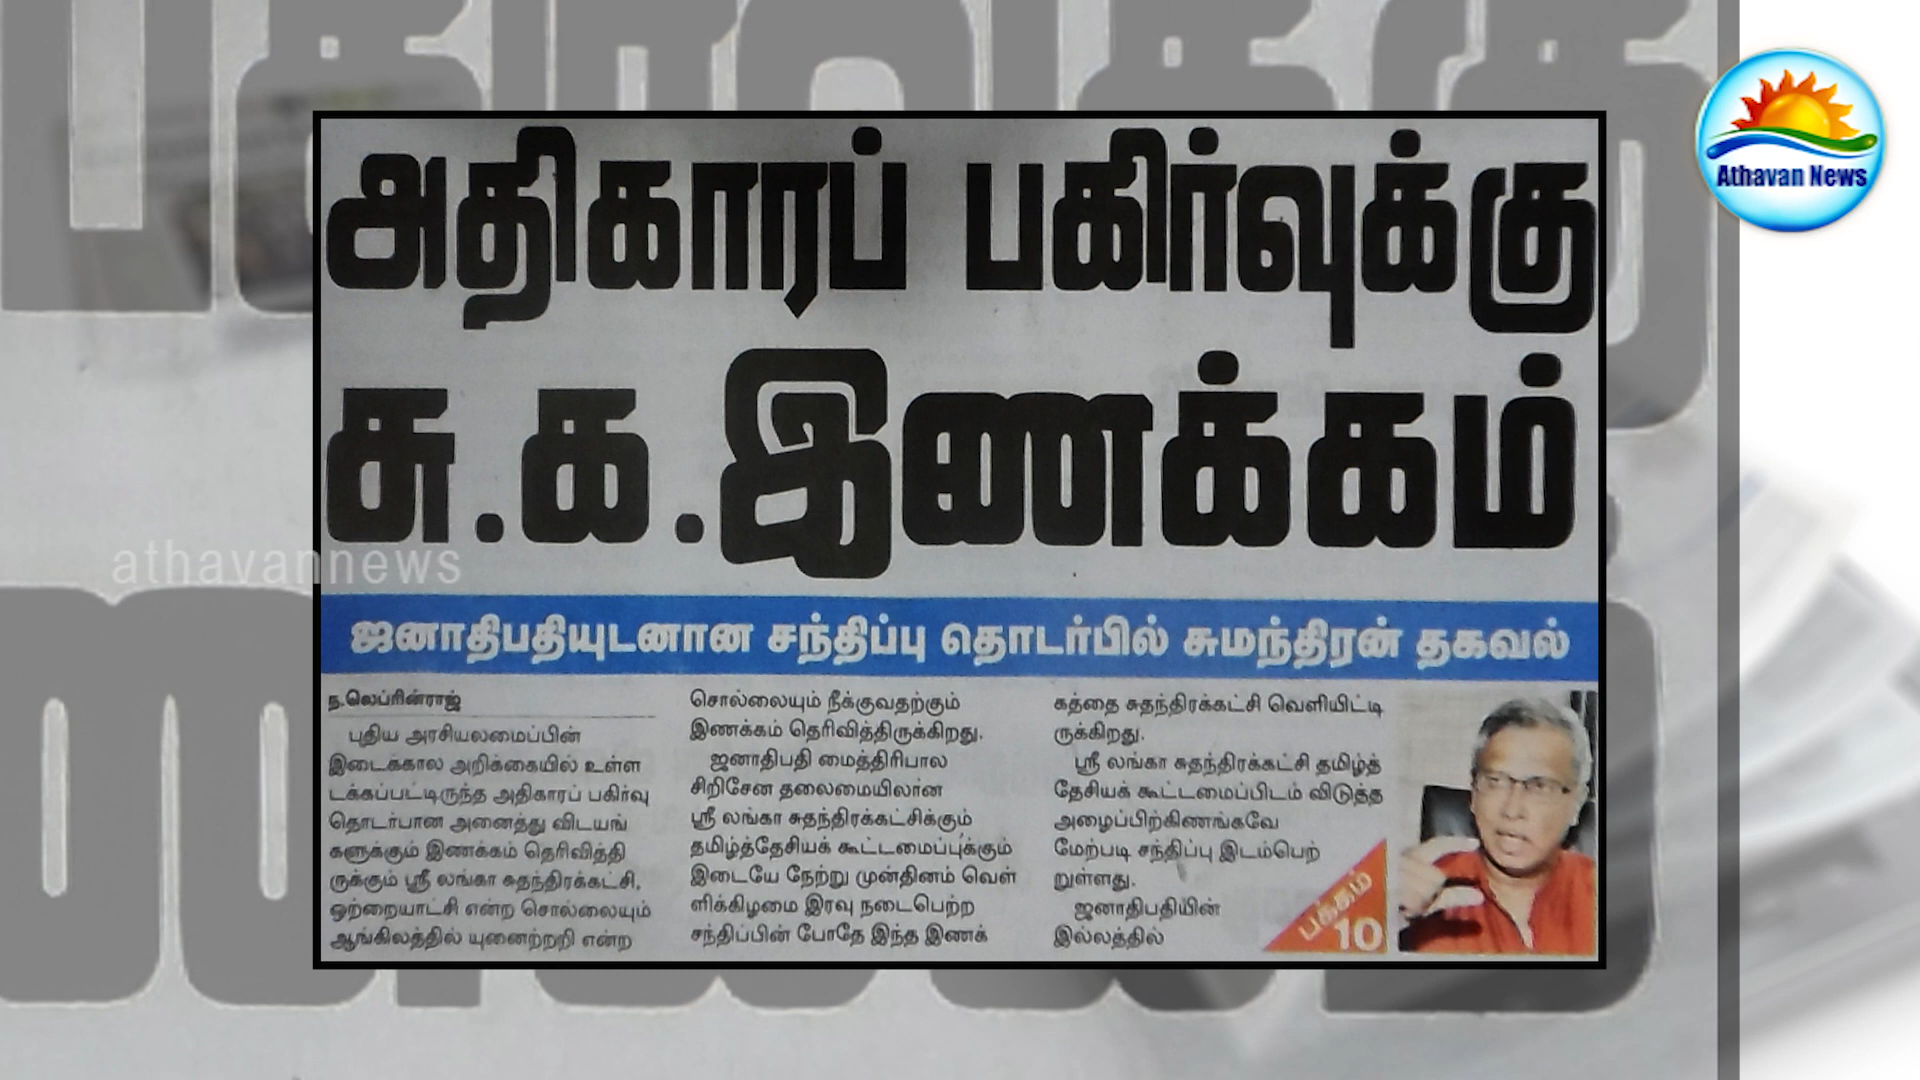 அதிகாரப் பகிர்வுக்கு
சு.க.இணக்கம்
ஜனாதிபதியுடனான சந்திப்பு தொடர்பில் சுமந்திரன் தகவல்
ந.லெப்ரின்ராஜ்
புதிய அரசியலமைப்பின்
இடைக்கால அறிக்கையில் உள்ள
டக்கப்பட்டிருந்த அதிகாரப் பகிர்வு
தொடர்பான அனைத்து விடயங்
களுக்கும் இணக்கம் தெரிவித்தி
ருக்கும் ஸ்ரீ லங்கா சுதந்திரக்கட்சி,
ஒற்றையாட்சி என்ற சொல்லையும்
ஆங்கிலத்தில் யுனைற்றறி என்ற
சொல்லையும் நீக்குவதற்கும்
இணக்கம் தெரிவித்திருக்கிறது.
ஜனாதிபதி மைத்திரிபால
சிறிசேன தலைமையிலான
ஸ்ரீ லங்கா சுதந்திரக்கட்சிக்கும்
தமிழ்த்தேசியக் கூட்டமைப்புக்கும்
இடையே நேற்று முன்தினம் வெள்
ளிக்கிழமை இரவு நடைபெற்ற
சந்திப்பின் போதே இந்த இணக்
கத்தை சுதந்திரக்கட்சி வெளியிட்டி
ருக்கிறது.
ஸ்ரீ லங்கா சுதந்திரக்கட்சி தமிழ்த்
தேசியக் கூட்டமைப்பிடம் விடுத்த
அழைப்பிற்கிணங்கவே
மேற்படி சந்திப்பு இடம்பெற்
றுள்ளது.
ஜனாதிபதியின்
இல்லத்தில்
பக்கம்
10
Athavan News
athavannews